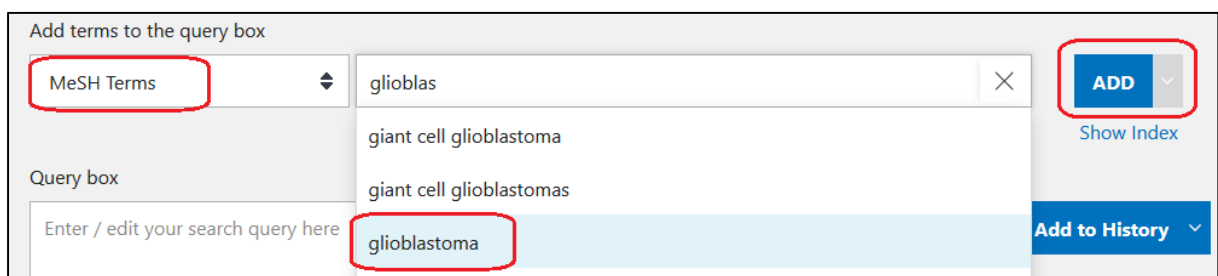 Add terms to the query box
MeSH Terms
glioblas
ADD
giant cell glioblastoma
Show Index
Query box
giant cell glioblastomas
Enter / edit your search query here
glioblastoma
Add to History